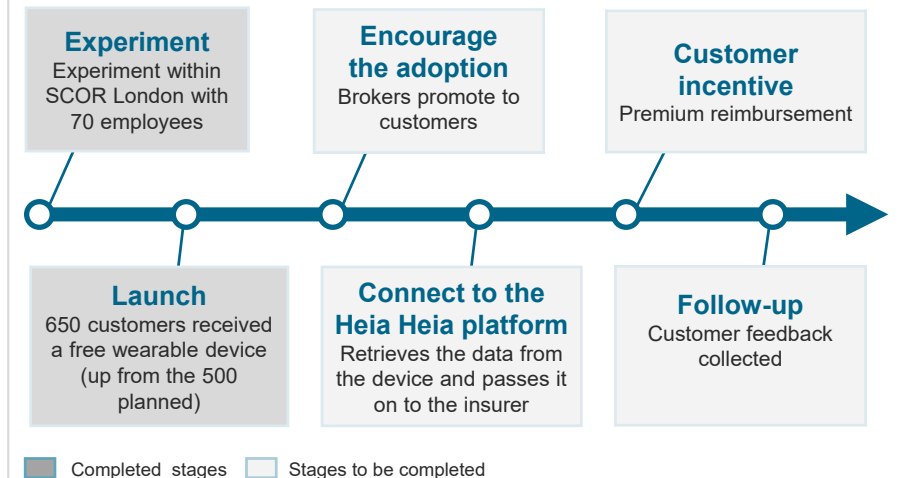 Experiment
Experiment within
SCOR London with
70 employees
Encourage
the adoption
Brokers promote to
customers
Customer
incentive
Premium reimbursement
Launch
650 customers received
a free wearable device
(up from the 500
planned)
Connect to the
Heia Heia platform
Retrieves the data from
the device and passes it
on to the insurer
Follow-up
Customer feedback
collected
Completed stages
Stages to be completed